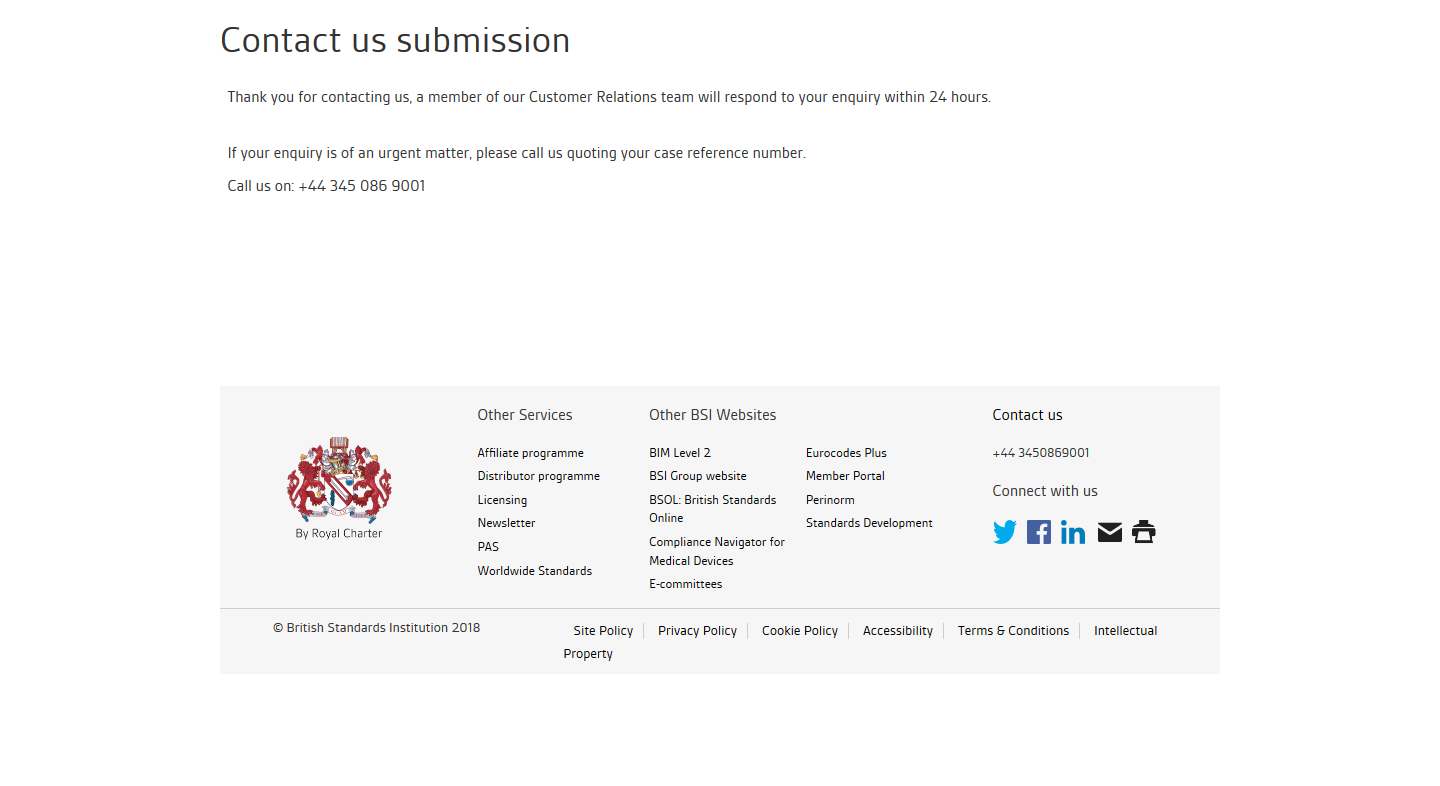 Contact us submission
Thank you for contacting us, a member of our Customer Relations team will respond to your enquiry within 24 hours.
If your enquiry is of an urgent matter, please call us quoting your case reference number.
Call us on: +44 345 086 9001
By Royal Charter
Other Services
Affiliate programme
Distributor programme
Licensing
Newsletter
PAS
Worldwide Standards
Other BSI Websites
BIM Level 2
BSI Group website
BSOL: British Standards
Online
Compliance Navigator for
Medical Devices
E-committees
Eurocodes Plus
Member Portal
Perinorm
Standards Development
Contact us
+44 3450869001
Connect with us
© British Standards Institution 2018
Site Policy Privacy Policy Cookie Policy Accessibility Terms & Conditions Intellectual
Property